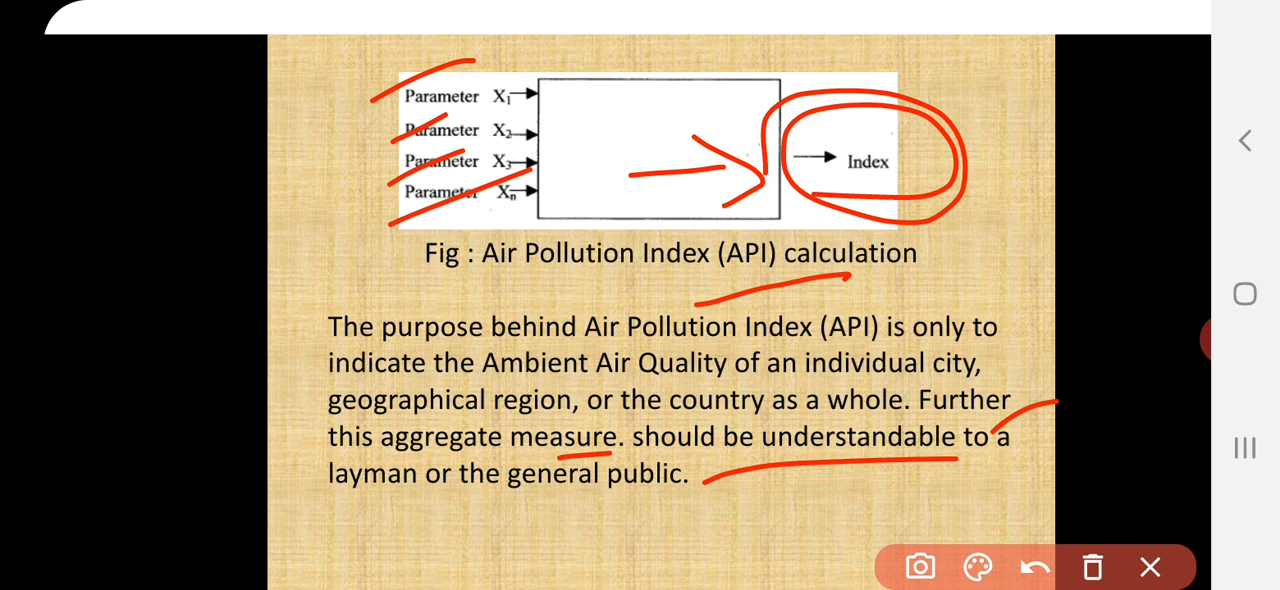 Parameter X1
Parameter X2
Parameter X3
Parameter Xn
Index
Fig : Air Pollution Index (API) calculation
The purpose behind Air Pollution Index (API) is only to
indicate the Ambient Air Quality of an individual city,
geographical region, or the country as a whole. Further
this aggregate measure. should be understandable to a
layman or the general public.